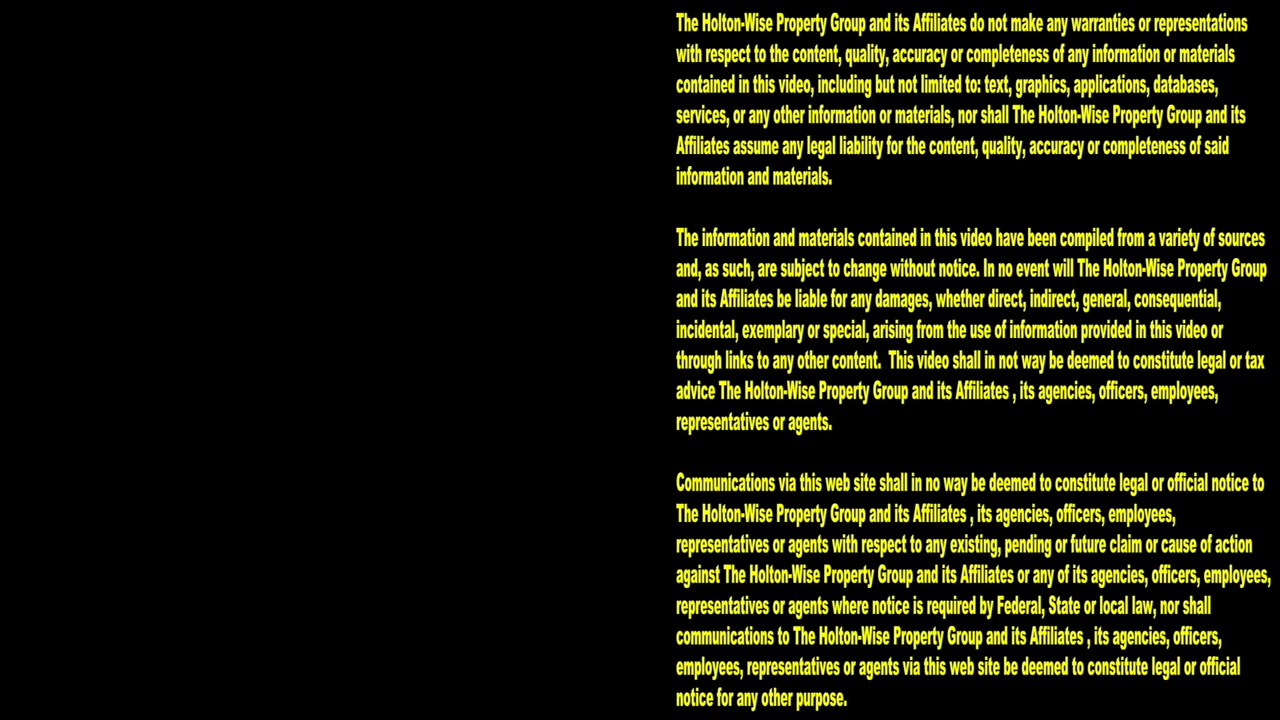 The Holton-Wise Property Group and its Affiliates do not make any warranties or representations
with respect to the content, quality, accuracy or completeness of any information or materials
contained in this video, including but not limited to: text, graphics, applications, databases,
services, or any other information or materials, nor shall The Holton-Wise Property Group and its
Affiliates assume any legal liability for the content, quality, accuracy or completeness of said
information and materials.
The information and materials contained in this video have been compiled from a variety of sources
and, as such, are subject to change without notice. In no event will The Holton-Wise Property Group
and its Affiliates be liable for any damages, whether direct, indirect, general, consequential,
incidental, exemplary or special, arising from the use of information provided in this video or
through links to any other content.  This video shall in not way be deemed to constitute legal or tax
advice The Holton-Wise Property Group and its Affiliates , its agencies, officers, employees,
representatives or agents.
Communications via this web site shall in no way be deemed to constitute legal or official notice to
The Holton-Wise Property Group and its Affiliates , its agencies, officers, employees,
representatives or agents with respect to any existing, pending or future claim or cause of action
against The Holton-Wise Property Group and its Affiliates or any of its agencies, officers, employees,
representatives or agents where notice is required by Federal, State or local law, nor shall
communications to The Holton-Wise Property Group and its Affiliates , its agencies, officers,
employees, representatives or agents via this web site be deemed to constitute legal or official
notice for any other purpose.